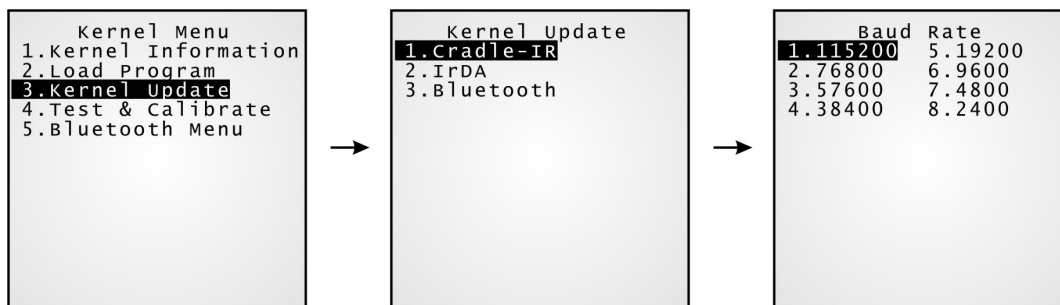 Kernel Menu
1.Kernel Information
2.Load Program
3.Kernel Update
4.Test & Calibrate
5.Bluetooth Menu
Kernel Update
1.Cradle-IR
2.IrDA
3.Bluetooth
Baud Rate
1.115200 5.19200
2.76800 6.9600
3.57600 7.4800
4.38400 8.2400